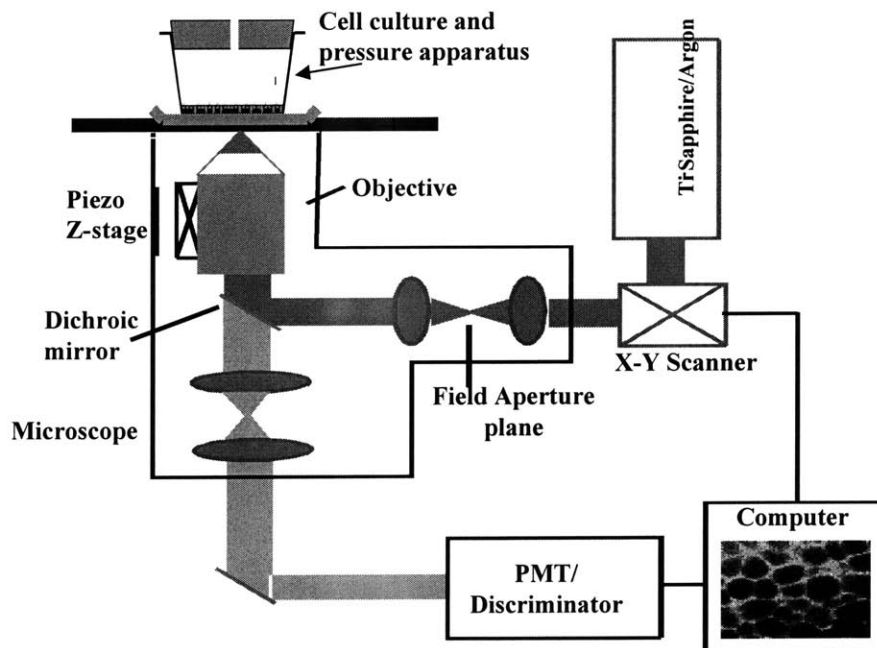 Cell culture and
pressure apparatus
Ti Sapphire/Argon
Piezo
Z-stage
Objective
Dichroic
mirror
X-Y Scanner
Field Aperture
plane
Microscope
Computer
PMT/
Discriminator